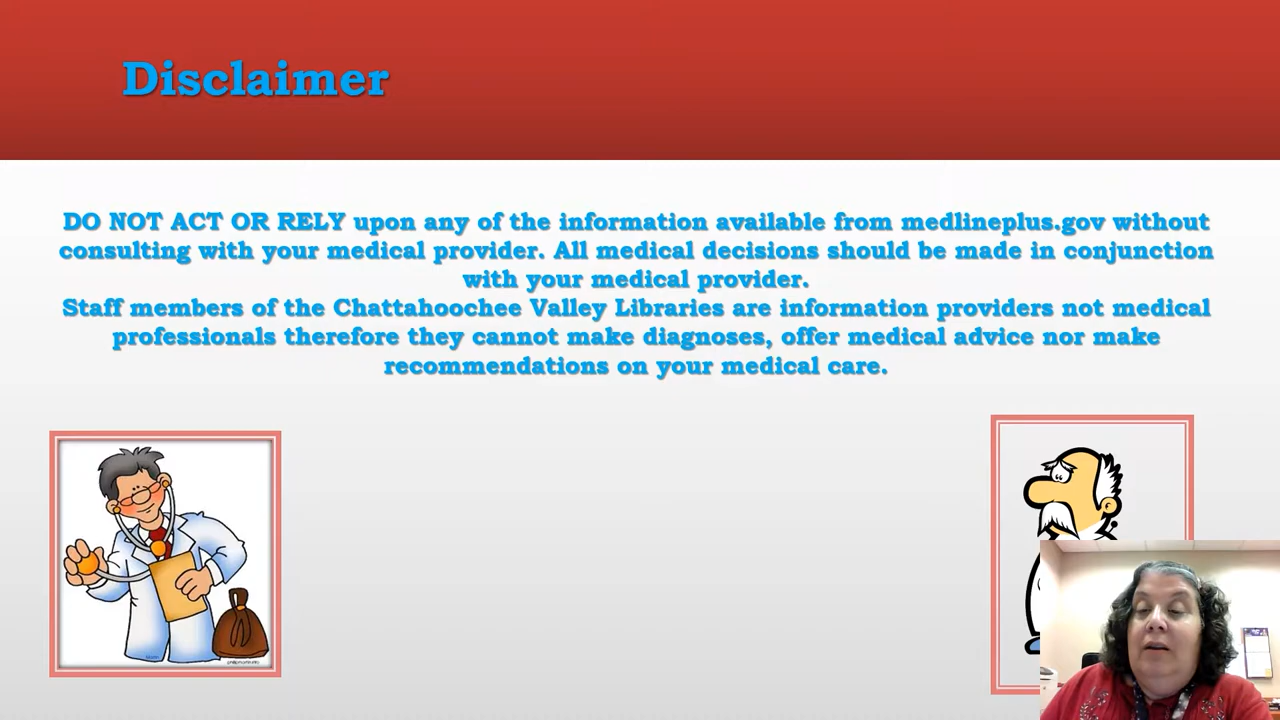 Disclaimer
DO NOT ACT OR RELY upon any of the information available from medlineplus.gov without
consulting with your medical provider. All medical decisions should be made in conjunction
with your medical provider.
Staff members of the Chattahoochee Valley Libraries are information providers not medical
professionals therefore they cannot make diagnoses, offer medical advice nor make
recommendations on your medical care.